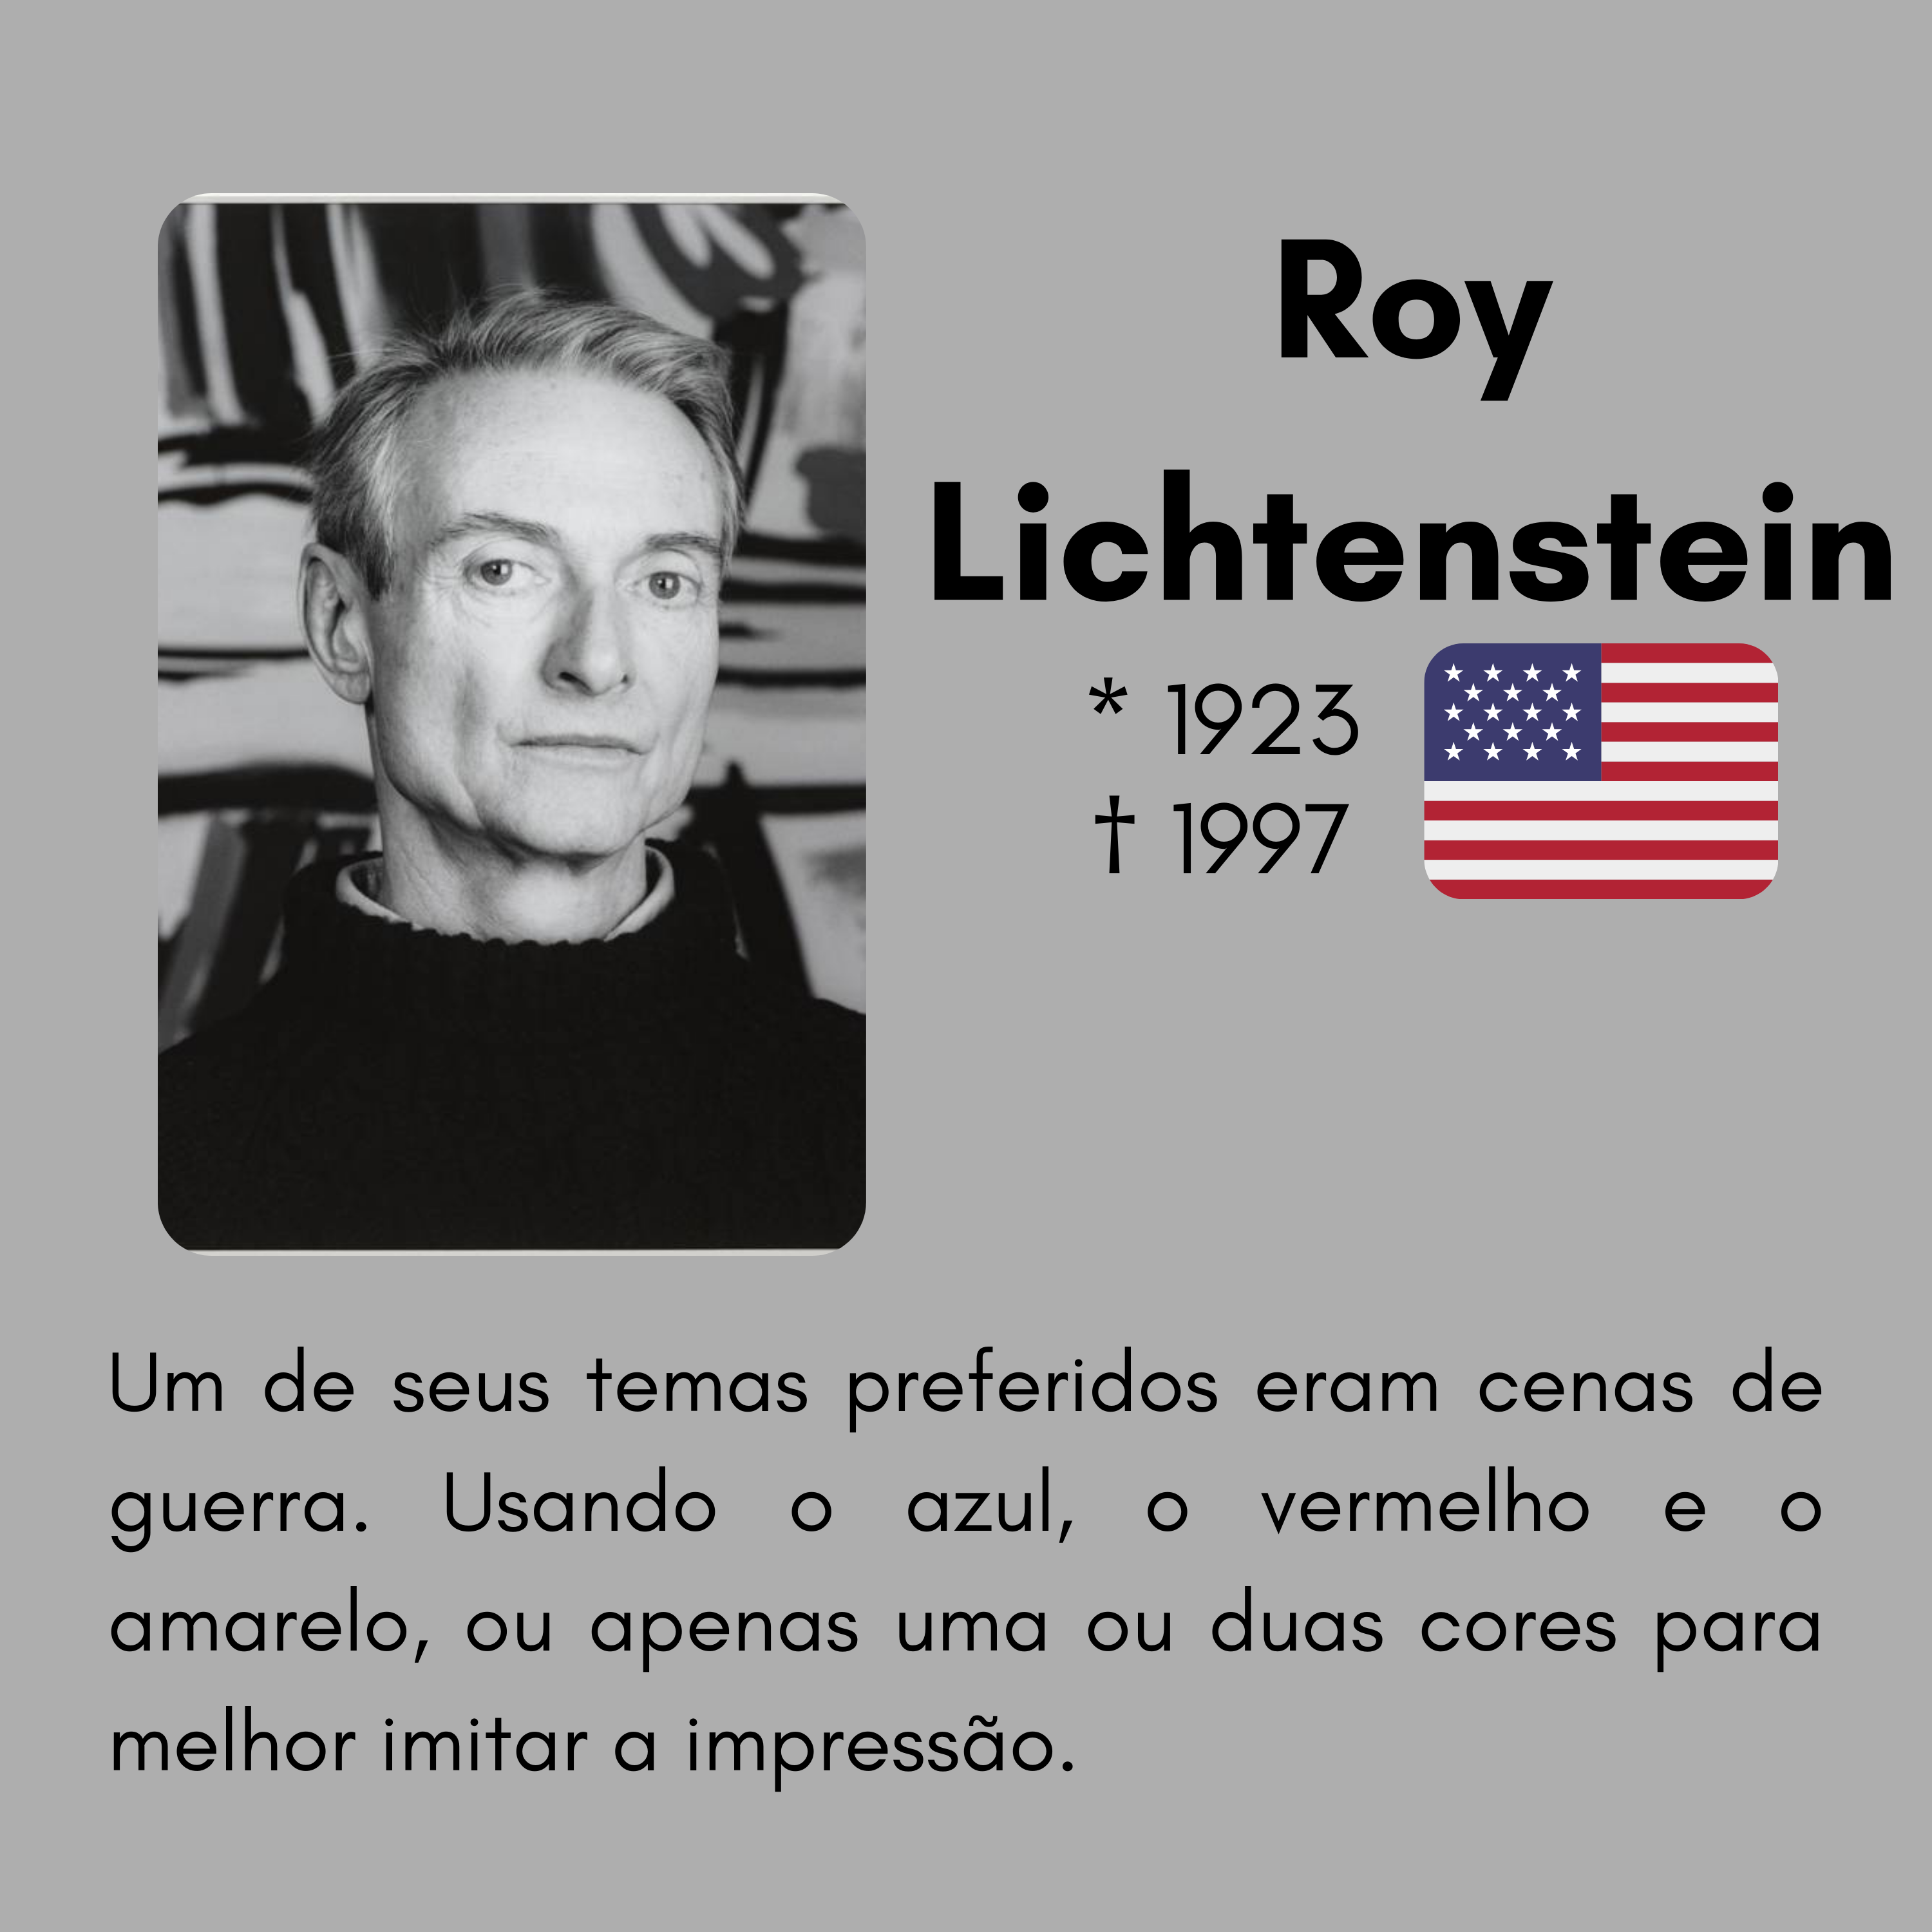 Roy
Lichtenstein
* 1923
† 1997
Um de seus temas preferidos eram cenas de
guerra. Usando o azul, o vermelho e o
amarelo, ou apenas uma ou duas cores para
melhor imitar a impressão.